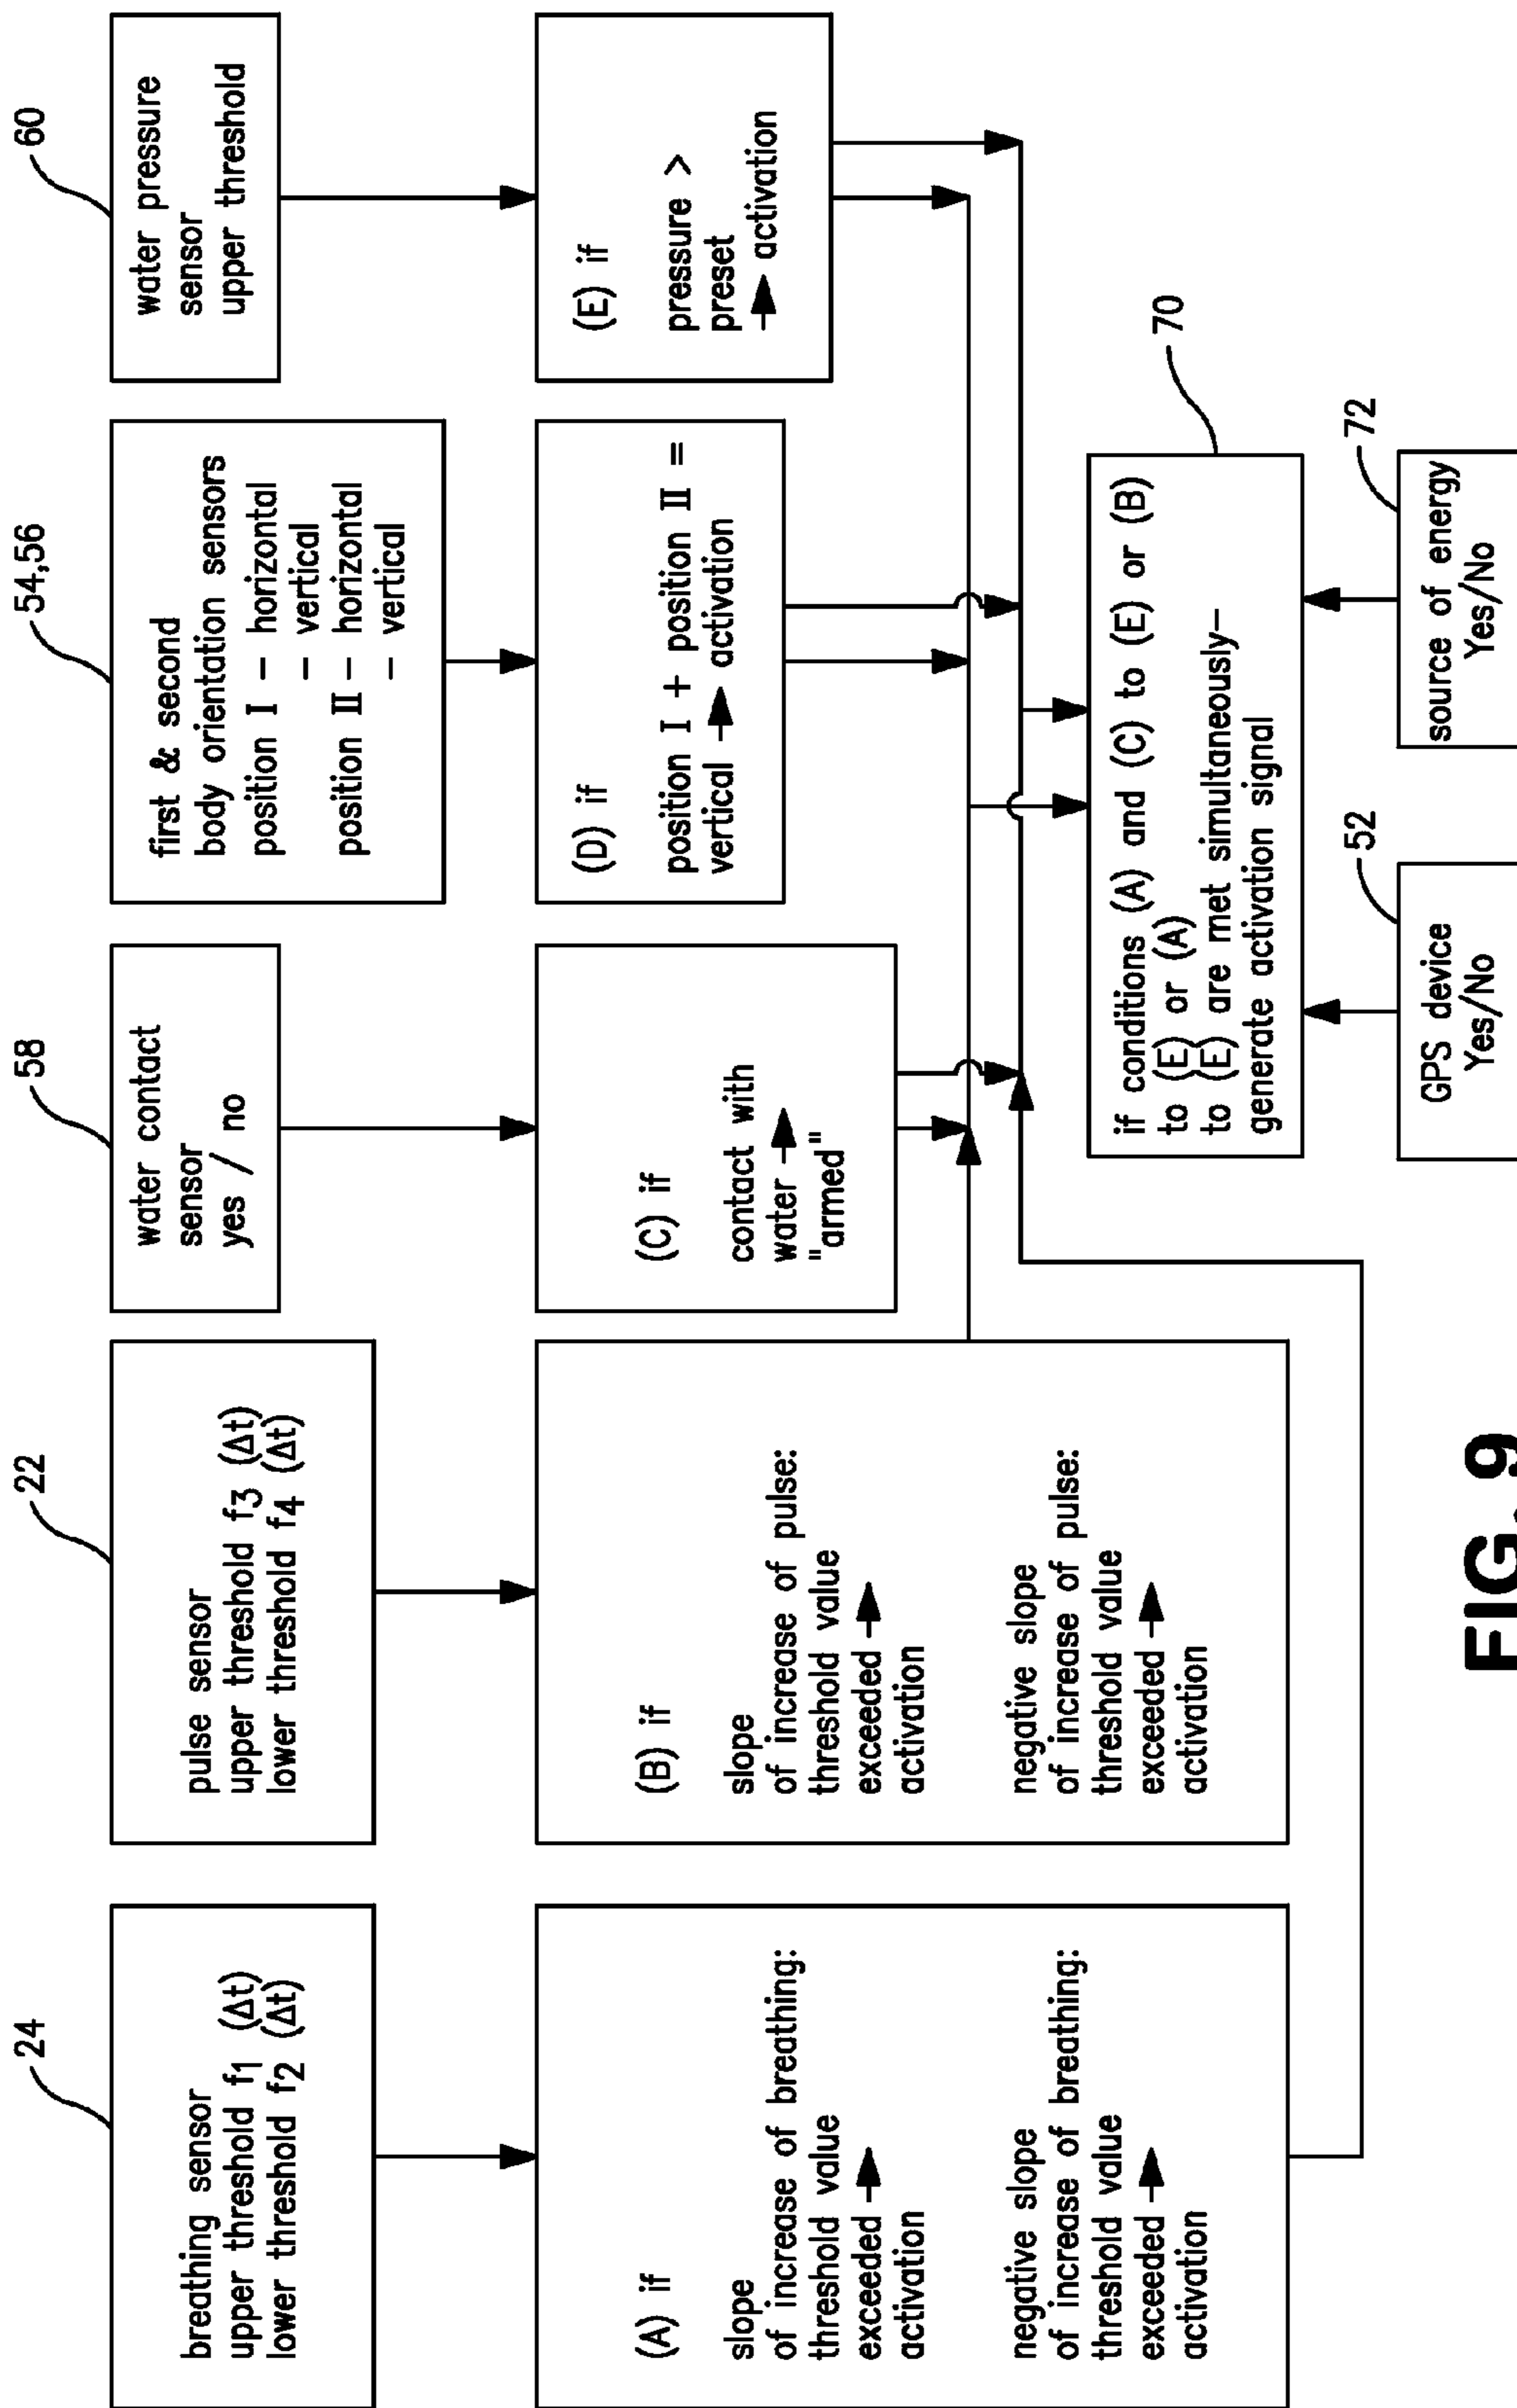 24
breathing sensor
upper threshold f1 (Δt)
lower threshold f2 (Δt)
22
pulse sensor
upper threshold f3 (Δt)
lower threshold f4 (Δt)
58
water contact
sensor
yes / no
54,56
first & second
body orientation sensors
position I – horizontal
– vertical
position II – horizontal
– vertical
60
water pressure
sensor
upper threshold
(A) if
slope
of increase of breathing:
threshold value
exceeded →
activation
negative slope
of increase of breathing:
threshold value
exceeded →
activation
(B) if
slope
of increase of pulse:
threshold value
exceeded →
activation
negative slope
of increase of pulse:
threshold value
exceeded →
activation
(C) if
contact with
water →
"armed"
(D) if
position I + position II =
vertical → activation
(E) if
pressure >
preset
→ activation
70
if conditions (A) and (C) to (E) or (B)
to (E) or (A)
to (E) are met simultaneously–
generate activation signal
52
GPS device
Yes/No
72
source of energy
Yes/No
FIG. 9